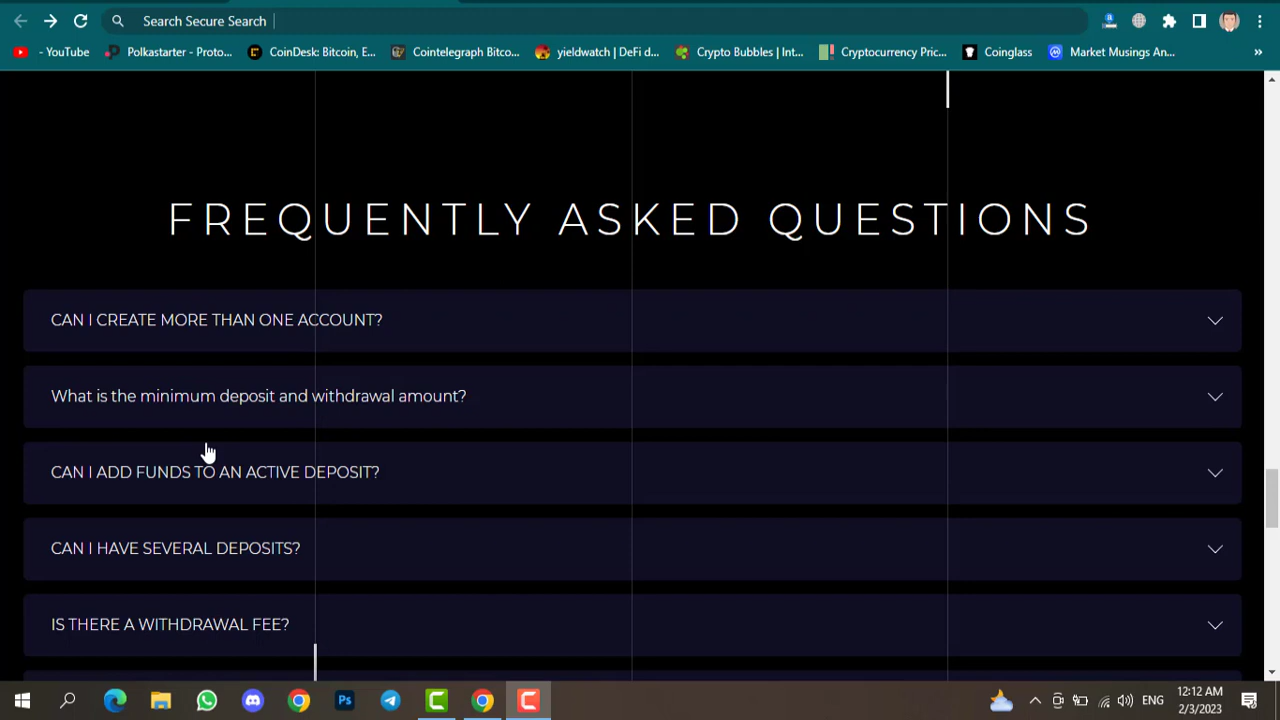 Search Secure Search
- YouTube
Polkastarter - Proto...
CoinDesk: Bitcoin, E...
Cointelegraph Bitco...
yieldwatch | DeFi d...
Crypto Bubbles | Int...
Cryptocurrency Pric...
Coinglass
Market Musings An...
FREQUENTLY ASKED QUESTIONS
CAN I CREATE MORE THAN ONE ACCOUNT?
What is the minimum deposit and withdrawal amount?
CAN I ADD FUNDS TO AN ACTIVE DEPOSIT?
CAN I HAVE SEVERAL DEPOSITS?
IS THERE A WITHDRAWAL FEE?
Ps
ENG
12:12 AM
2/3/2023